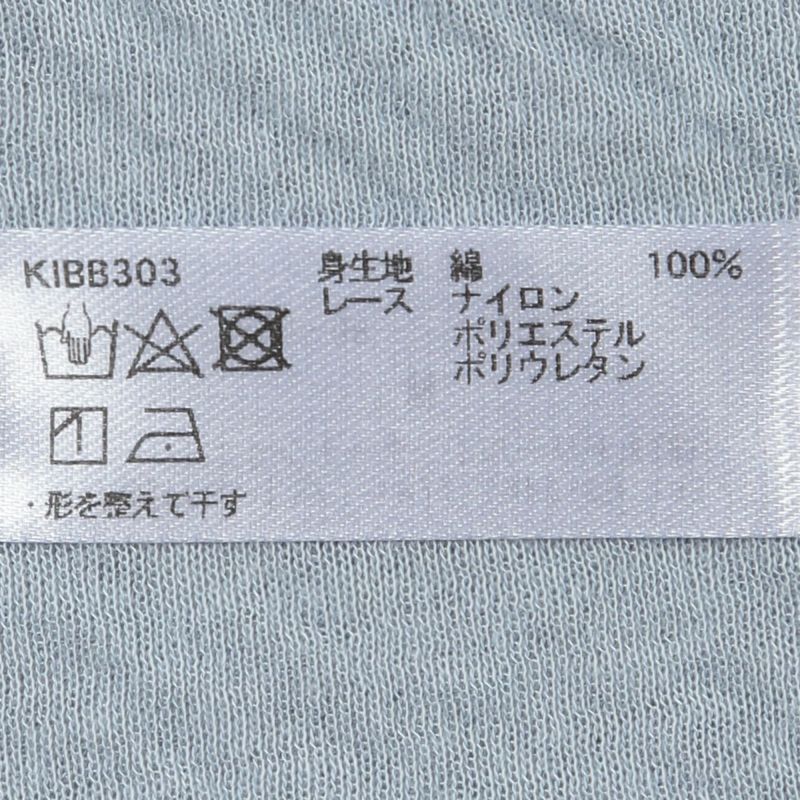 KIBB303
身生地 綿 100%
レース ナイロン
ポリエステル
ポリウレタン
・形を整えて干す